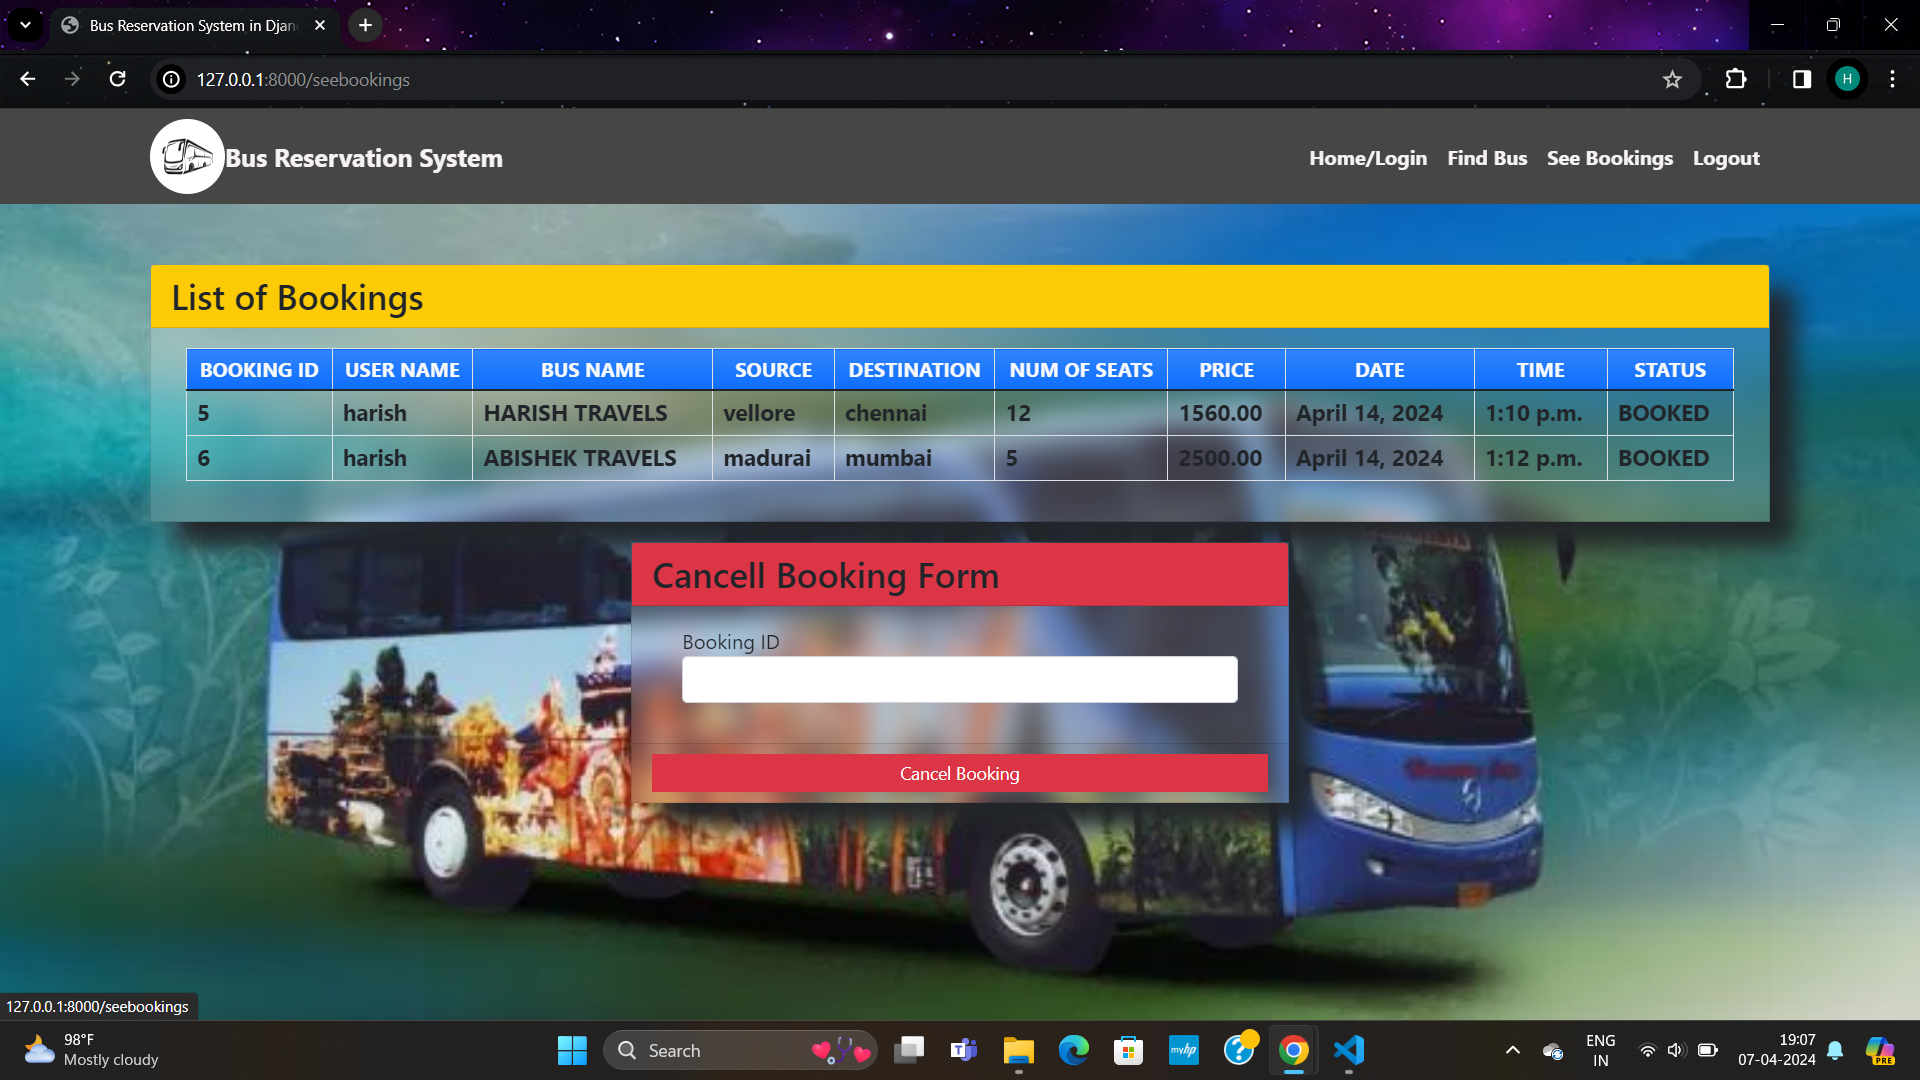 Bus Reservation System in Djan
127.0.0.1:8000/seebookings
H
Bus Reservation System
Home/Login Find Bus See Bookings Logout
List of Bookings
BOOKING ID USER NAME BUS NAME SOURCE DESTINATION NUM OF SEATS PRICE DATE TIME STATUS
5 harish HARISH TRAVELS vellore chennai 12 1560.00 April 14, 2024 1:10 p.m. BOOKED
6 harish ABISHEK TRAVELS madurai mumbai 5 2500.00 April 14, 2024 1:12 p.m. BOOKED
Cancell Booking Form
Booking ID
Cancel Booking
127.0.0.1:8000/seebookings
98°F
Mostly cloudy
Search
myhp
ENG
IN
19:07
07-04-2024
PRE